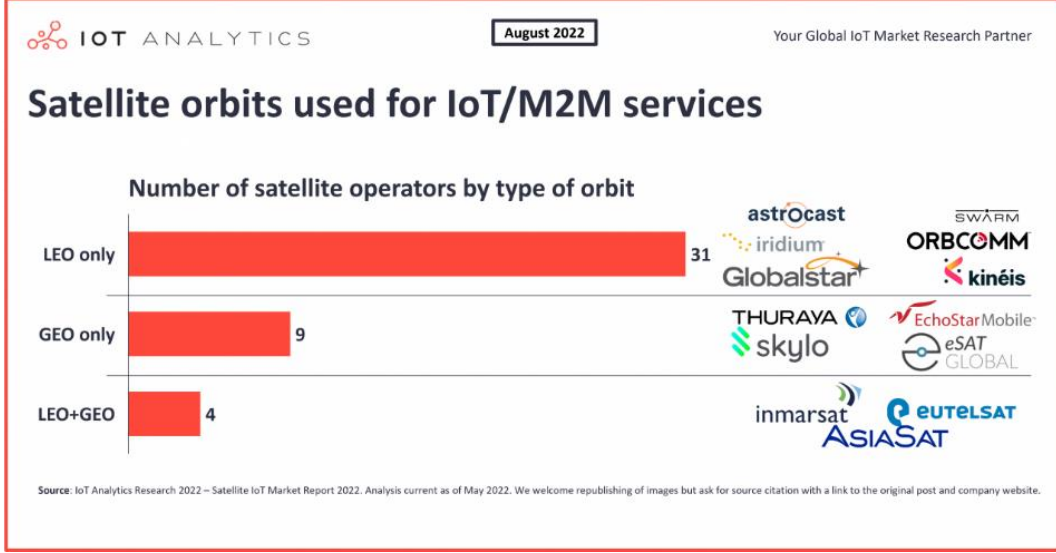 IOT ANALYTICS
August 2022
Your Global IoT Market Research Partner
Satellite orbits used for IoT/M2M services
Number of satellite operators by type of orbit
LEO only
31
astrocast
SWARM
iridium
ORBCOMM
Globalstar
kinéis
GEO only
9
THURAYA
EchoStar Mobile
skylo
eSAT
GLOBAL
LEO+GEO
4
inmarsat
eutelsat
ASIASAT
Source: IoT Analytics Research 2022 – Satellite IoT Market Report 2022. Analysis current as of May 2022. We welcome republishing of images but ask for source citation with a link to the original post and company website.